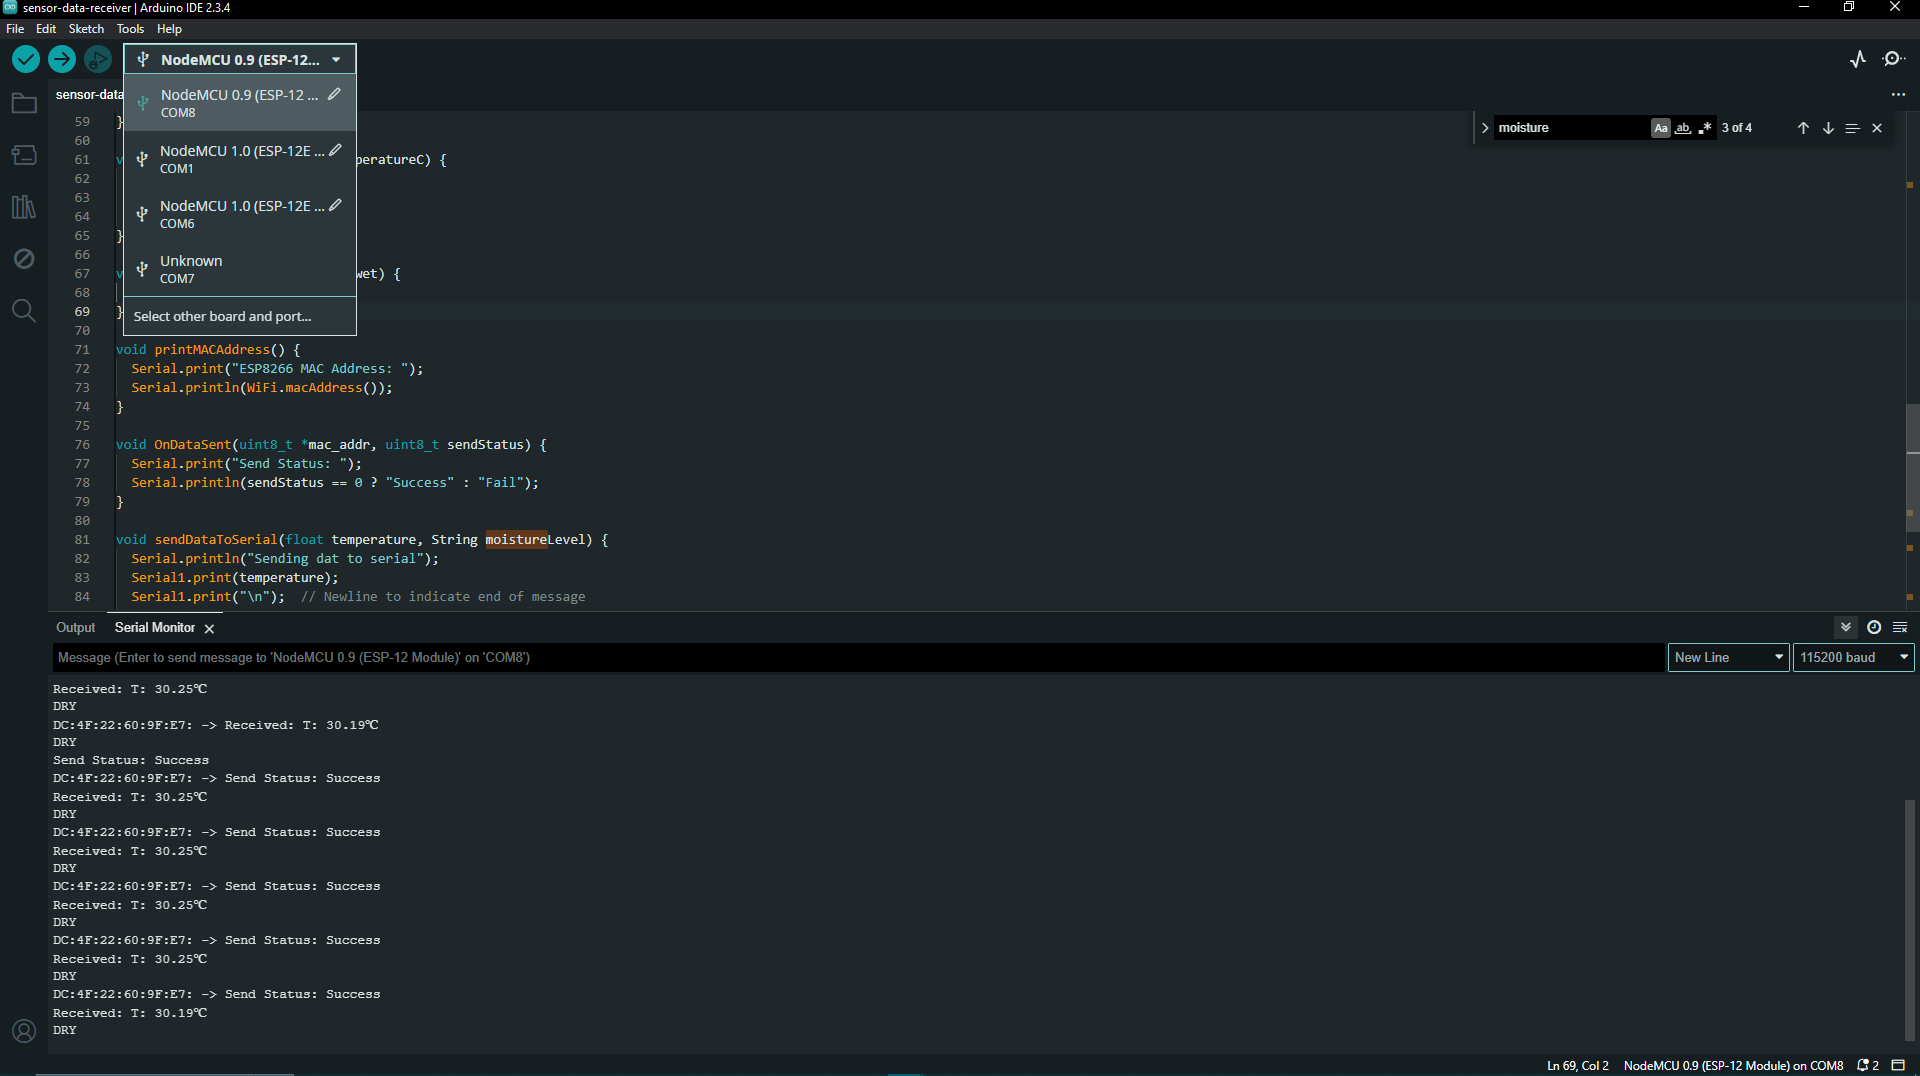 sensor-data-receiver | Arduino IDE 2.3.4
File Edit Sketch Tools Help
NodeMCU 0.9 (ESP-12...
NodeMCU 0.9 (ESP-12 ...
COM8
NodeMCU 1.0 (ESP-12E ...
COM1
NodeMCU 1.0 (ESP-12E ...
COM6
Unknown
COM7
Select other board and port...
sensor-data
moisture Aa ab .* 3 of 4
59 }
60
61 v peratureC) {
62
63
64
65 }
66
67 v wet) {
68
69 }
70
71 void printMACAddress() {
72 Serial.print("ESP8266 MAC Address: ");
73 Serial.println(WiFi.macAddress());
74 }
75
76 void OnDataSent(uint8_t *mac_addr, uint8_t sendStatus) {
77 Serial.print("Send Status: ");
78 Serial.println(sendStatus == 0 ? "Success" : "Fail");
79 }
80
81 void sendDataToSerial(float temperature, String moistureLevel) {
82 Serial.println("Sending dat to serial");
83 Serial1.print(temperature);
84 Serial1.print("\n"); // Newline to indicate end of message
Output Serial Monitor
Message (Enter to send message to 'NodeMCU 0.9 (ESP-12 Module)' on 'COM8')
New Line 115200 baud
Received: T: 30.25℃
DRY
DC:4F:22:60:9F:E7: -> Received: T: 30.19℃
DRY
Send Status: Success
DC:4F:22:60:9F:E7: -> Send Status: Success
Received: T: 30.25℃
DRY
DC:4F:22:60:9F:E7: -> Send Status: Success
Received: T: 30.25℃
DRY
DC:4F:22:60:9F:E7: -> Send Status: Success
Received: T: 30.25℃
DRY
DC:4F:22:60:9F:E7: -> Send Status: Success
Received: T: 30.25℃
DRY
DC:4F:22:60:9F:E7: -> Send Status: Success
Received: T: 30.19℃
DRY
Ln 69, Col 2 NodeMCU 0.9 (ESP-12 Module) on COM8 2